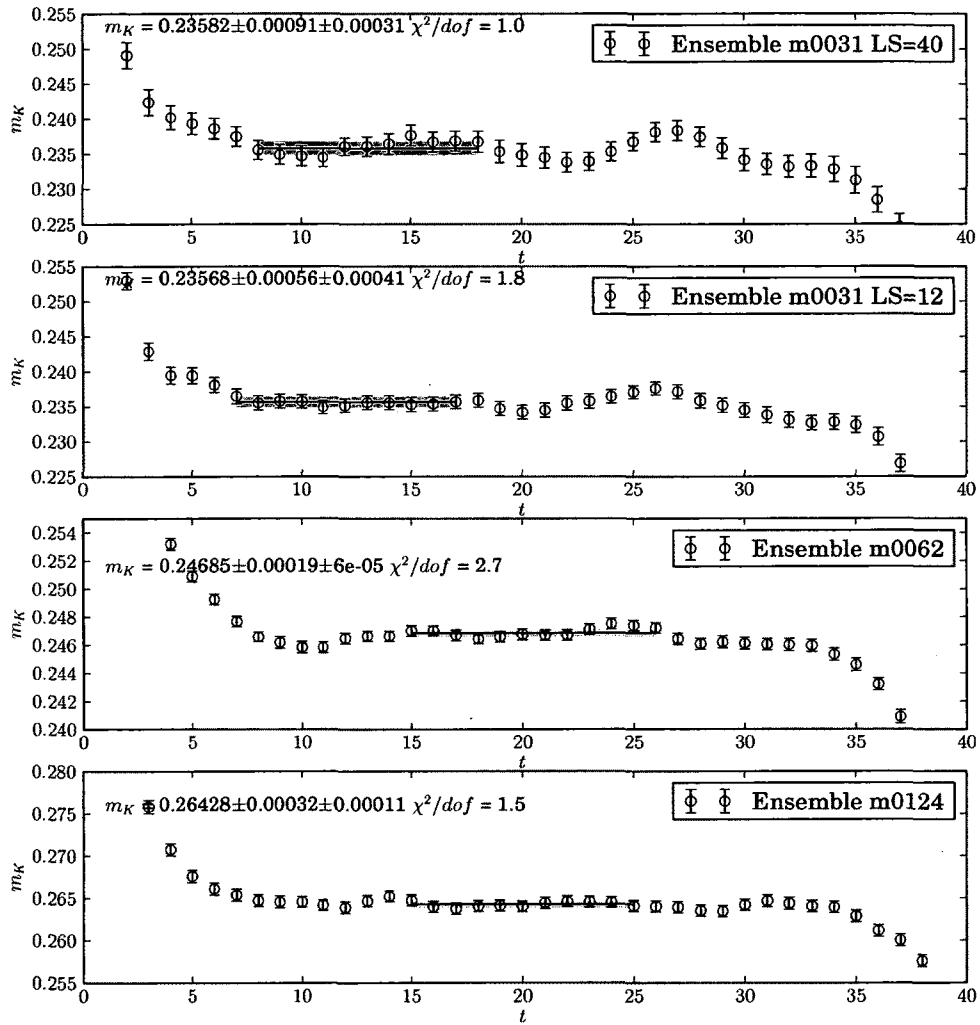 m_K = 0.23582±0.00091±0.00031 χ²/dof = 1.0
Ensemble m0031 LS=40
0.255
0.250
0.245
0.240
0.235
0.230
0.225
m_K
0 5 10 15 20 25 30 35 40
t
m_K = 0.23568±0.00056±0.00041 χ²/dof = 1.8
Ensemble m0031 LS=12
0.255
0.250
0.245
0.240
0.235
0.230
0.225
m_K
0 5 10 15 20 25 30 35 40
t
Ensemble m0062
m_K = 0.24685±0.00019±6e-05 χ²/dof = 2.7
0.254
0.252
0.250
0.248
0.246
0.244
0.242
0.240
m_K
0 5 10 15 20 25 30 35 40
t
m_K = 0.26428±0.00032±0.00011 χ²/dof = 1.5
Ensemble m0124
0.280
0.275
0.270
0.265
0.260
0.255
m_K
0 5 10 15 20 25 30 35 40
t